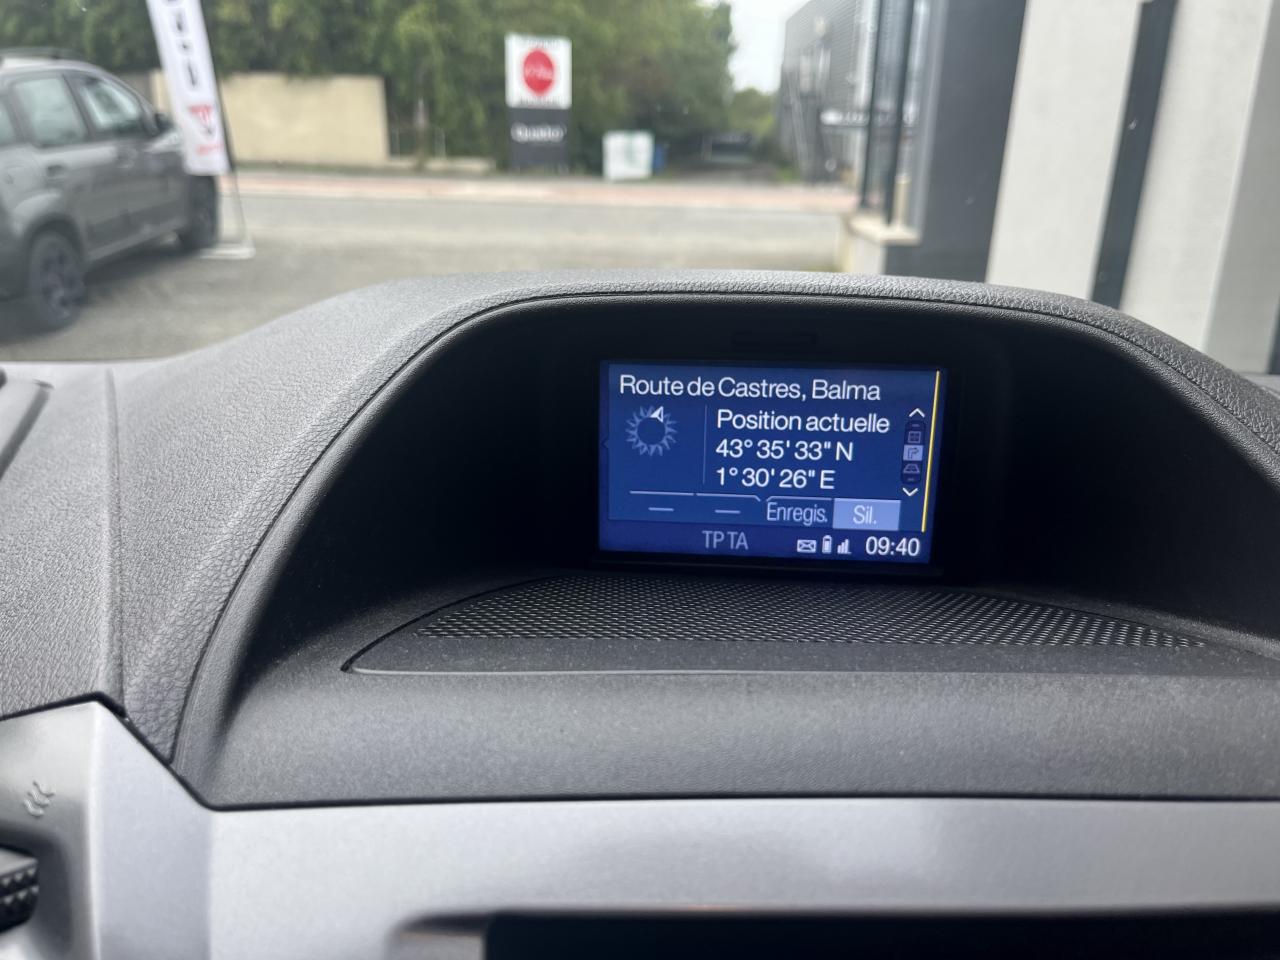 Route de Castres, Balma
Position actuelle
43° 35' 33" N
1° 30' 26" E
Enregis.
Sil.
TP TA
09:40